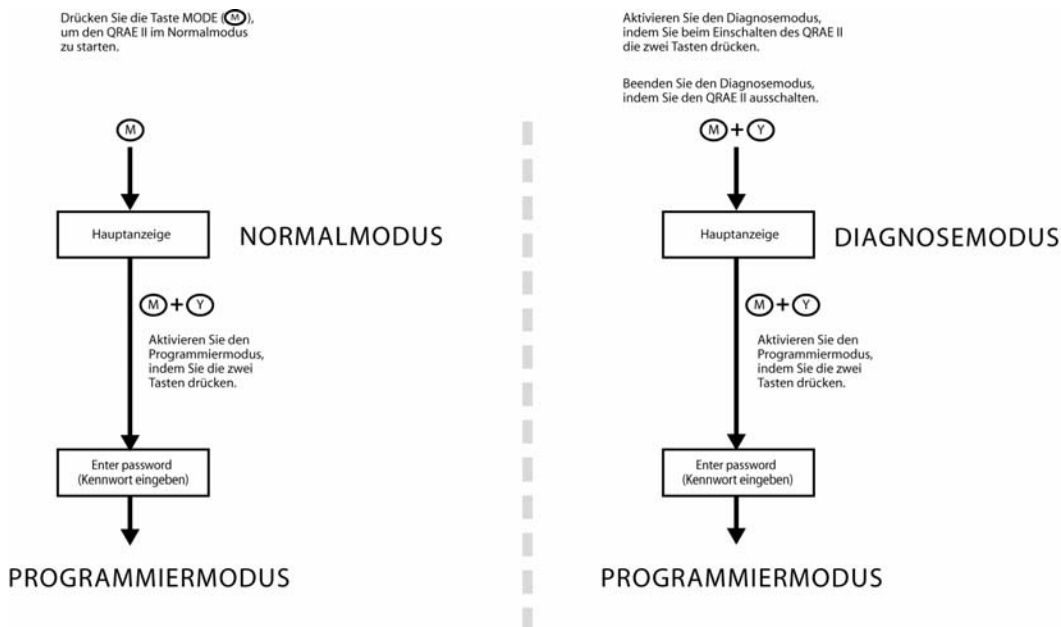 Drücken Sie die Taste MODE (M),
um den QRAE II im Normalmodus
zu starten.
M
Hauptanzeige
NORMALMODUS
M + Y
Aktivieren Sie den
Programmiermodus,
indem Sie die zwei
Tasten drücken.
Enter password
(Kennwort eingeben)
PROGRAMMIERMODUS
Aktivieren Sie den Diagnosemodus,
indem Sie beim Einschalten des QRAE II
die zwei Tasten drücken.
Beenden Sie den Diagnosemodus,
indem Sie den QRAE II ausschalten.
M + Y
Hauptanzeige
DIAGNOSEMODUS
M + Y
Aktivieren Sie den
Programmiermodus,
indem Sie die zwei
Tasten drücken.
Enter password
(Kennwort eingeben)
PROGRAMMIERMODUS